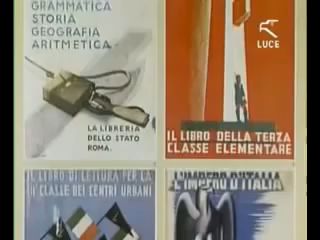 GRAMMATICA
STORIA
GEOGRAFIA
ARITMETICA
LA LIBRERIA
DELLO STATO
ROMA.
LUCE
IL LIBRO DELLA TERZA
CLASSE ELEMENTARE
IL LIBRO DI LETTURA PER LA
IIª CLASSE DEI CENTRI URBANI
L'IMPERO D'ITALIA